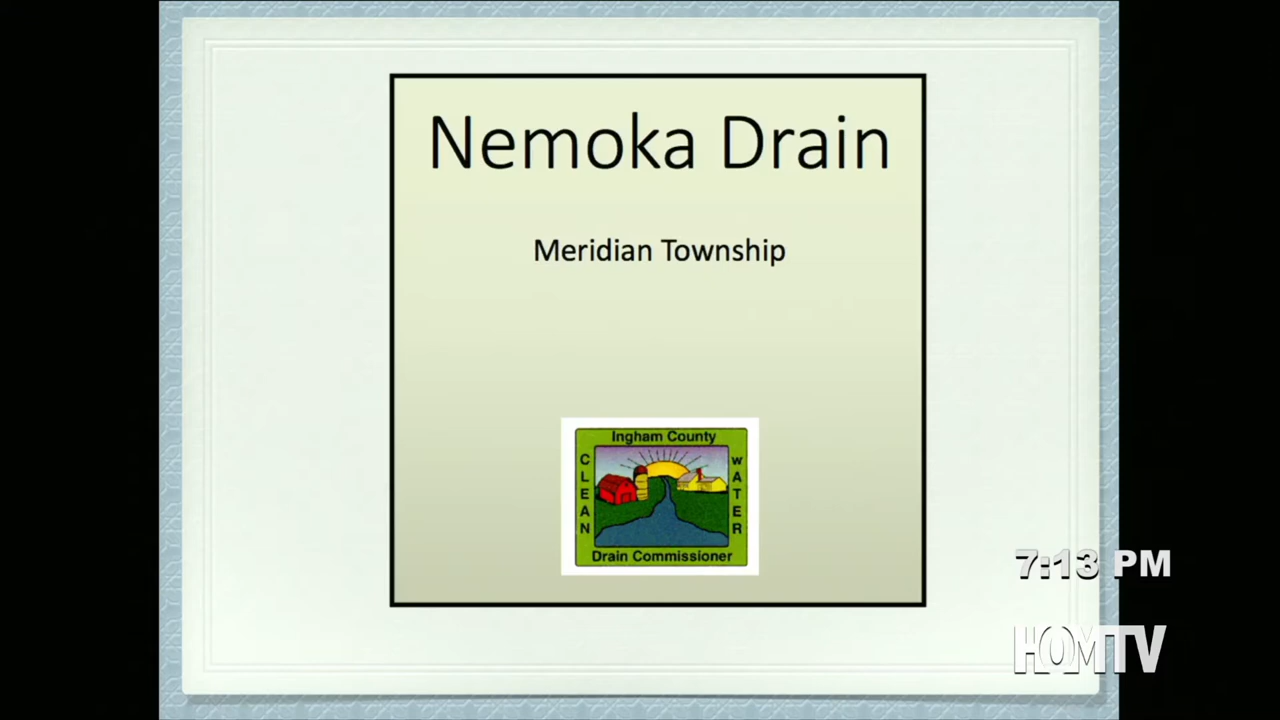 Nemoka Drain
Meridian Township
Ingham County
CLEAN
wATER
Drain Commissioner
7:13 PM
HOMTV